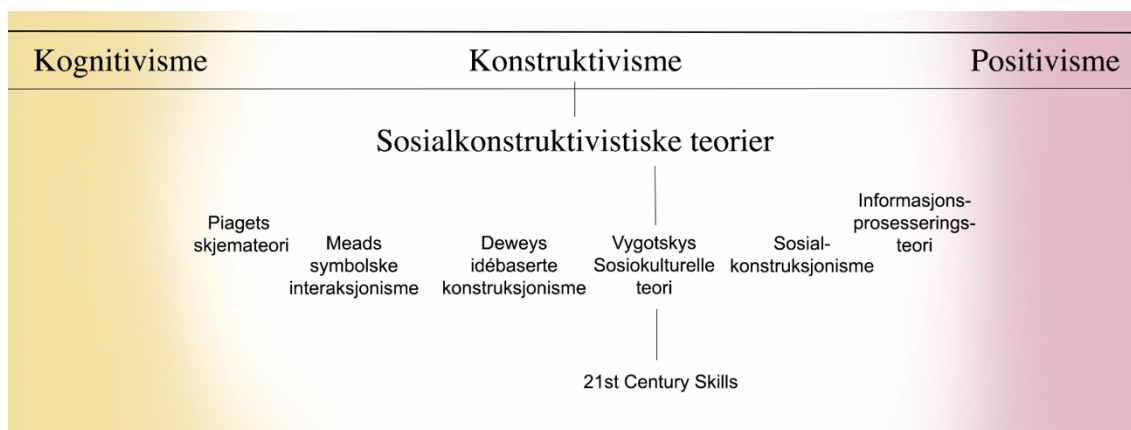 Kognitivisme
Konstruktivisme
Positivisme
Sosialkonstruktivistiske teorier
Piagets
skjemateori
Meads
symbolske
interaksjonisme
Deweys
idébaserte
konstruksjonisme
Vygotskys
Sosiokulturelle
teori
Sosial-
konstruksjonisme
Informasjons-
prosesserings-
teori
21st Century Skills